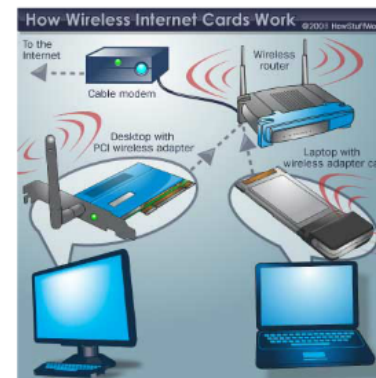 How Wireless Internet Cards Work
To the
Internet
Wireless
router
Cable modem
Desktop with
PCI wireless adapter
Laptop with
wireless adapter